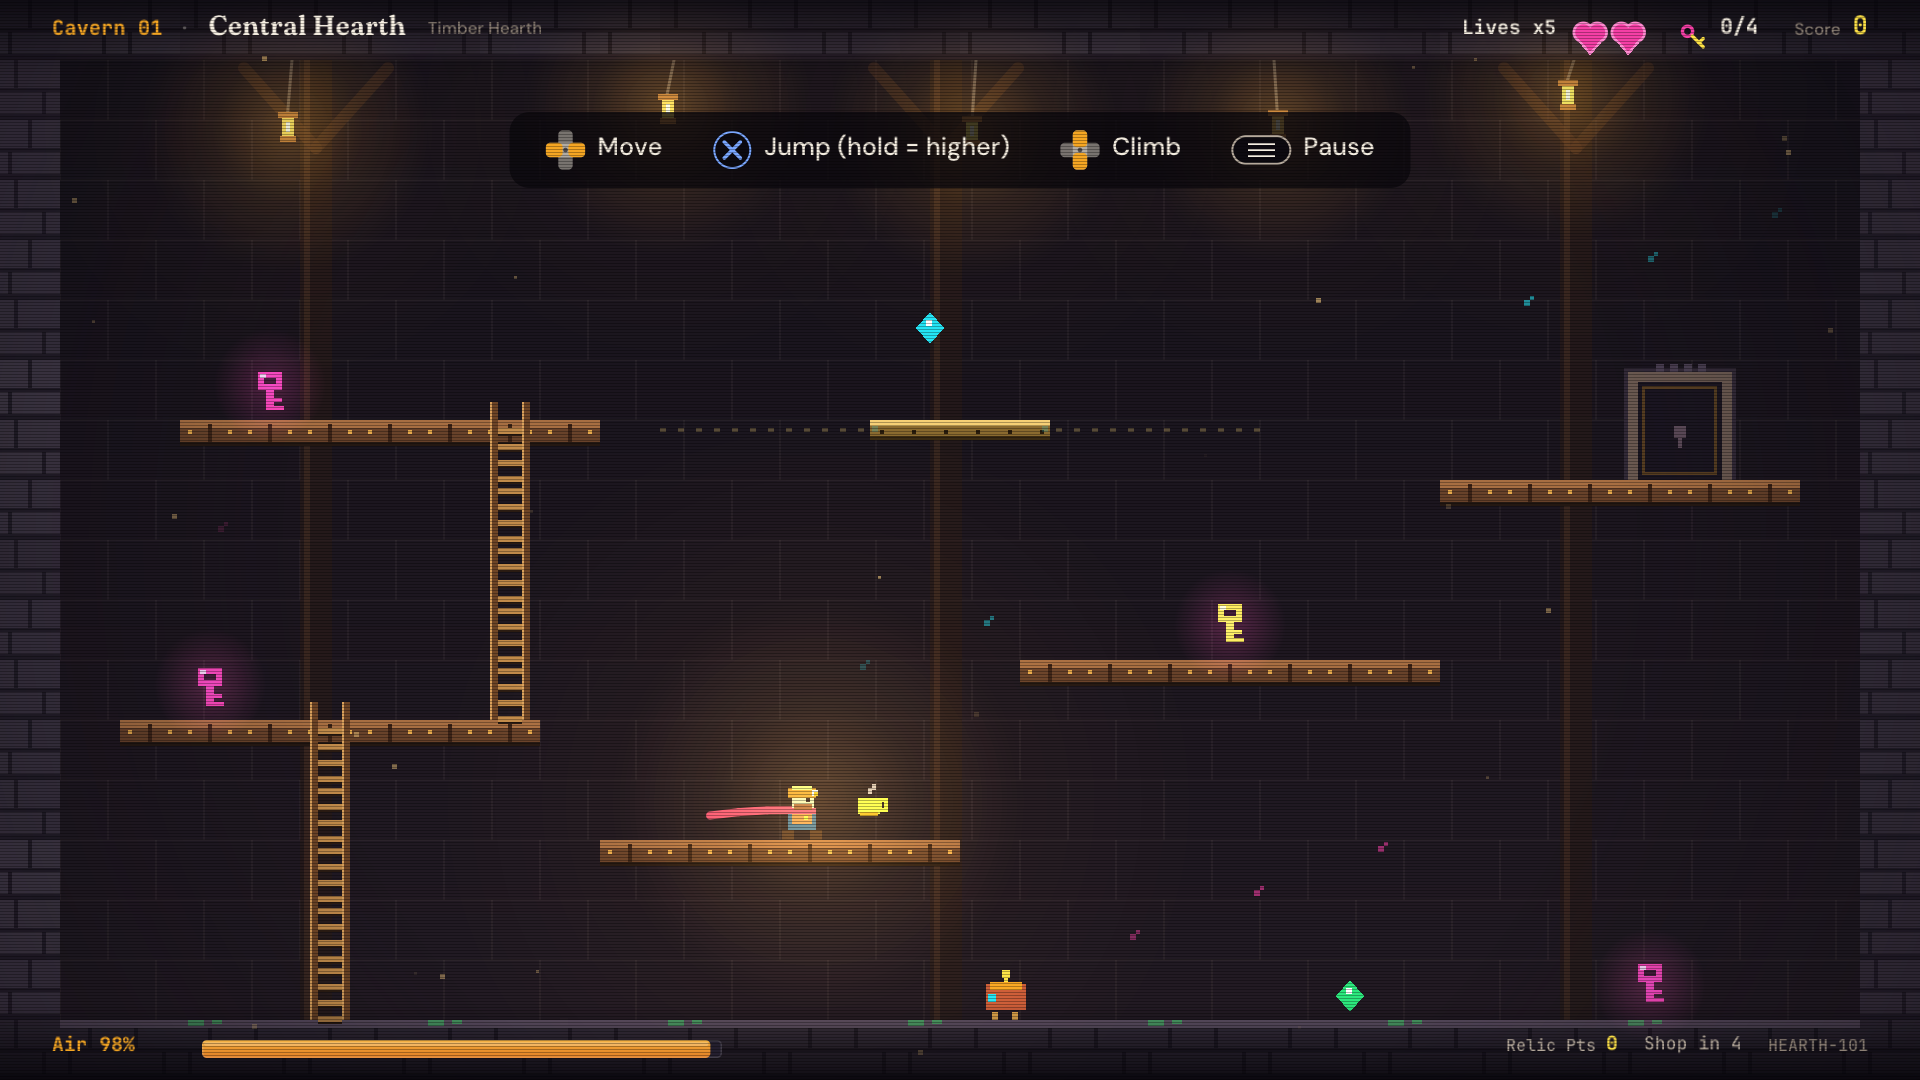 Cavern 01 · Central Hearth Timber Hearth
Lives x5 0/4 Score 0
Move Jump (hold = higher) Climb Pause
Air 98%
Relic Pts 0 Shop in 4 HEARTH-101